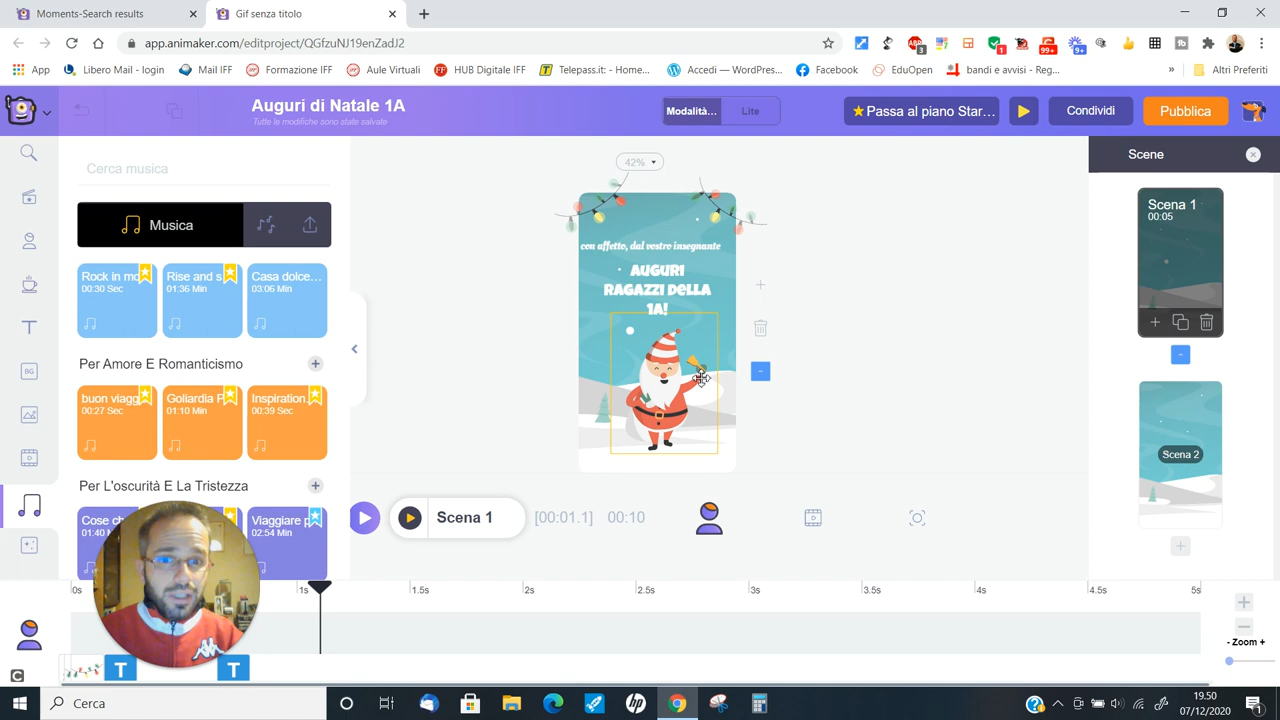 Moments-Search results
Gif senza titolo
app.animaker.com/editproject/QGfzuNJ19enZadJ2
App
Libero Mail - login
Mail IFF
Formazione IFF
Aule Virtuali
HUB Digitale IFF
Telepass.it: - Home...
Accedi — WordPres...
Facebook
EduOpen
bandi e avvisi - Reg...
»
Altri Preferiti
Auguri di Natale 1A
Tutte le modifiche sono state salvate
Modalità...
Lite
Passa al piano Star...
Condividi
Pubblica
Cerca musica
Musica
Rock in mo
00:30 Sec
Rise and s
01:36 Min
Casa dolce...
03:06 Min
Per Amore E Romanticismo
buon viagg
00:27 Sec
Goliardia P
01:10 Min
Inspiration.
00:39 Sec
Per L'oscurità E La Tristezza
Cose ch
01:40
Viaggiare p
02:54 Min
42%
con affetto, dal vostro insegnante
AUGURI
RAGAZZI DELLA
1A!
Scene
Scena 1
00:05
Scena 2
Scena 1
[00:01.1]
00:10
0s
1s
1.5s
2s
2.5s
3s
3.5s
4s
4.5s
5s
- Zoom +
T
T
Cerca
19.50
07/12/2020